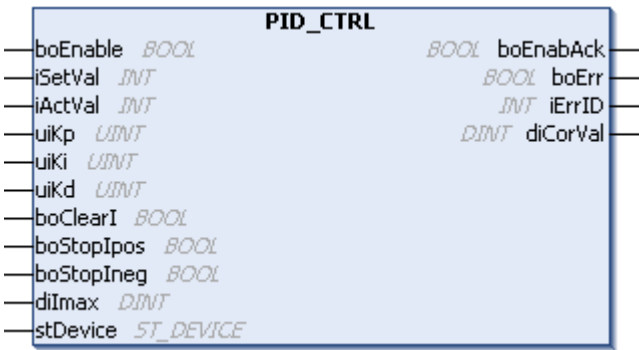 PID_CTRL
boEnable BOOL BOOL boEnabAck
iSetVal INT BOOL boErr
iActVal INT INT iErrID
uiKp UINT DINT diCorVal
uiKi UINT
uiKd UINT
boClearI BOOL
boStopIpos BOOL
boStopIneg BOOL
diImax DINT
stDevice ST_DEVICE